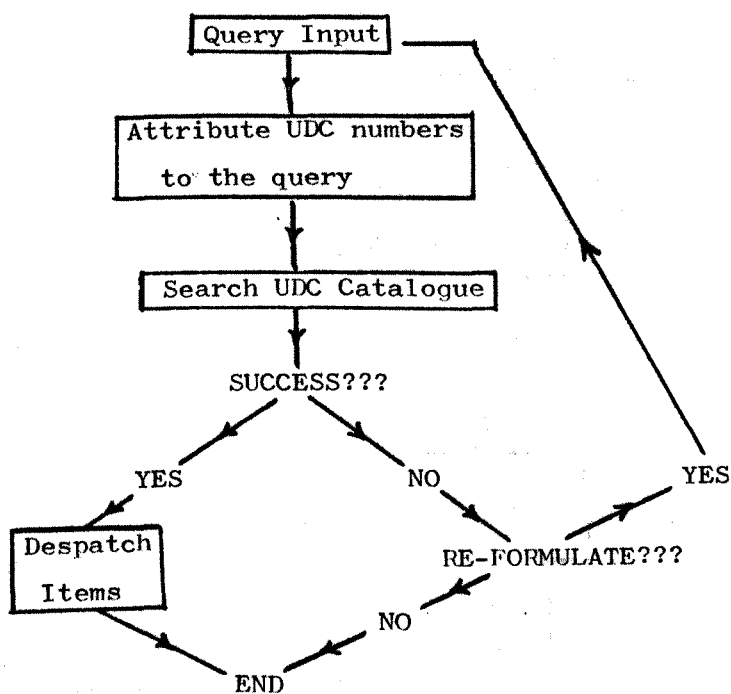 Query Input
Attribute UDC numbers
to the query
Search UDC Catalogue
SUCCESS???
YES
NO
YES
Despatch
Items
RE-FORMULATE???
NO
END